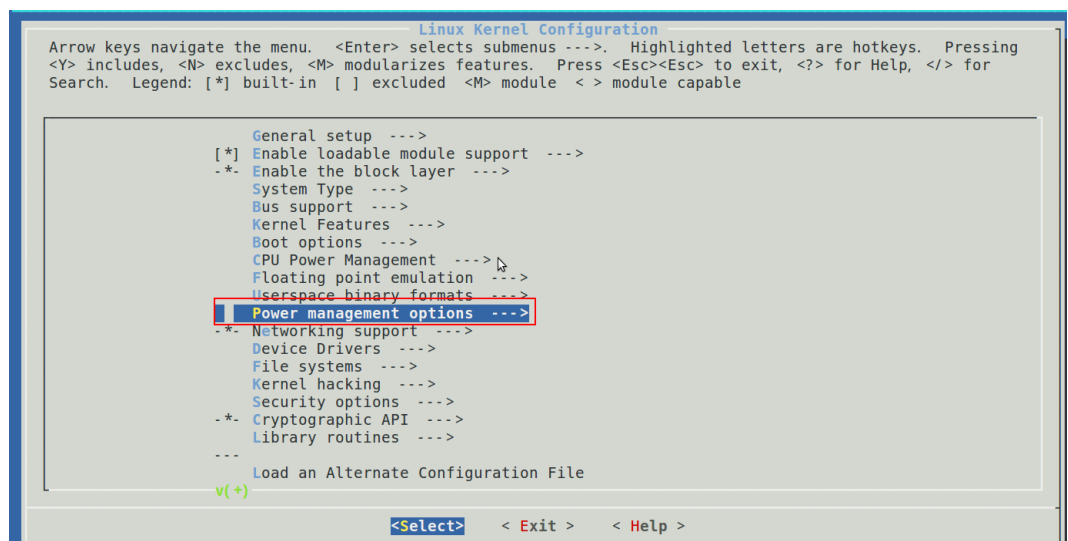 Linux Kernel Configuration
Arrow keys navigate the menu.  <Enter> selects submenus --->.  Highlighted letters are hotkeys.  Pressing
<Y> includes, <N> excludes, <M> modularizes features.  Press <Esc><Esc> to exit, <?> for Help, </> for
Search.  Legend: [*] built-in  [ ] excluded  <M> module  < > module capable
General setup  --->
[*] Enable loadable module support  --->
-*- Enable the block layer  --->
System Type  --->
Bus support  --->
Kernel Features  --->
Boot options  --->
CPU Power Management  --->
Floating point emulation  --->
Userspace binary formats  --->
Power management options  --->
-*- Networking support  --->
Device Drivers  --->
File systems  --->
Kernel hacking  --->
Security options  --->
-*- Cryptographic API  --->
Library routines  --->
---
Load an Alternate Configuration File
v(+)
<Select>    < Exit >    < Help >